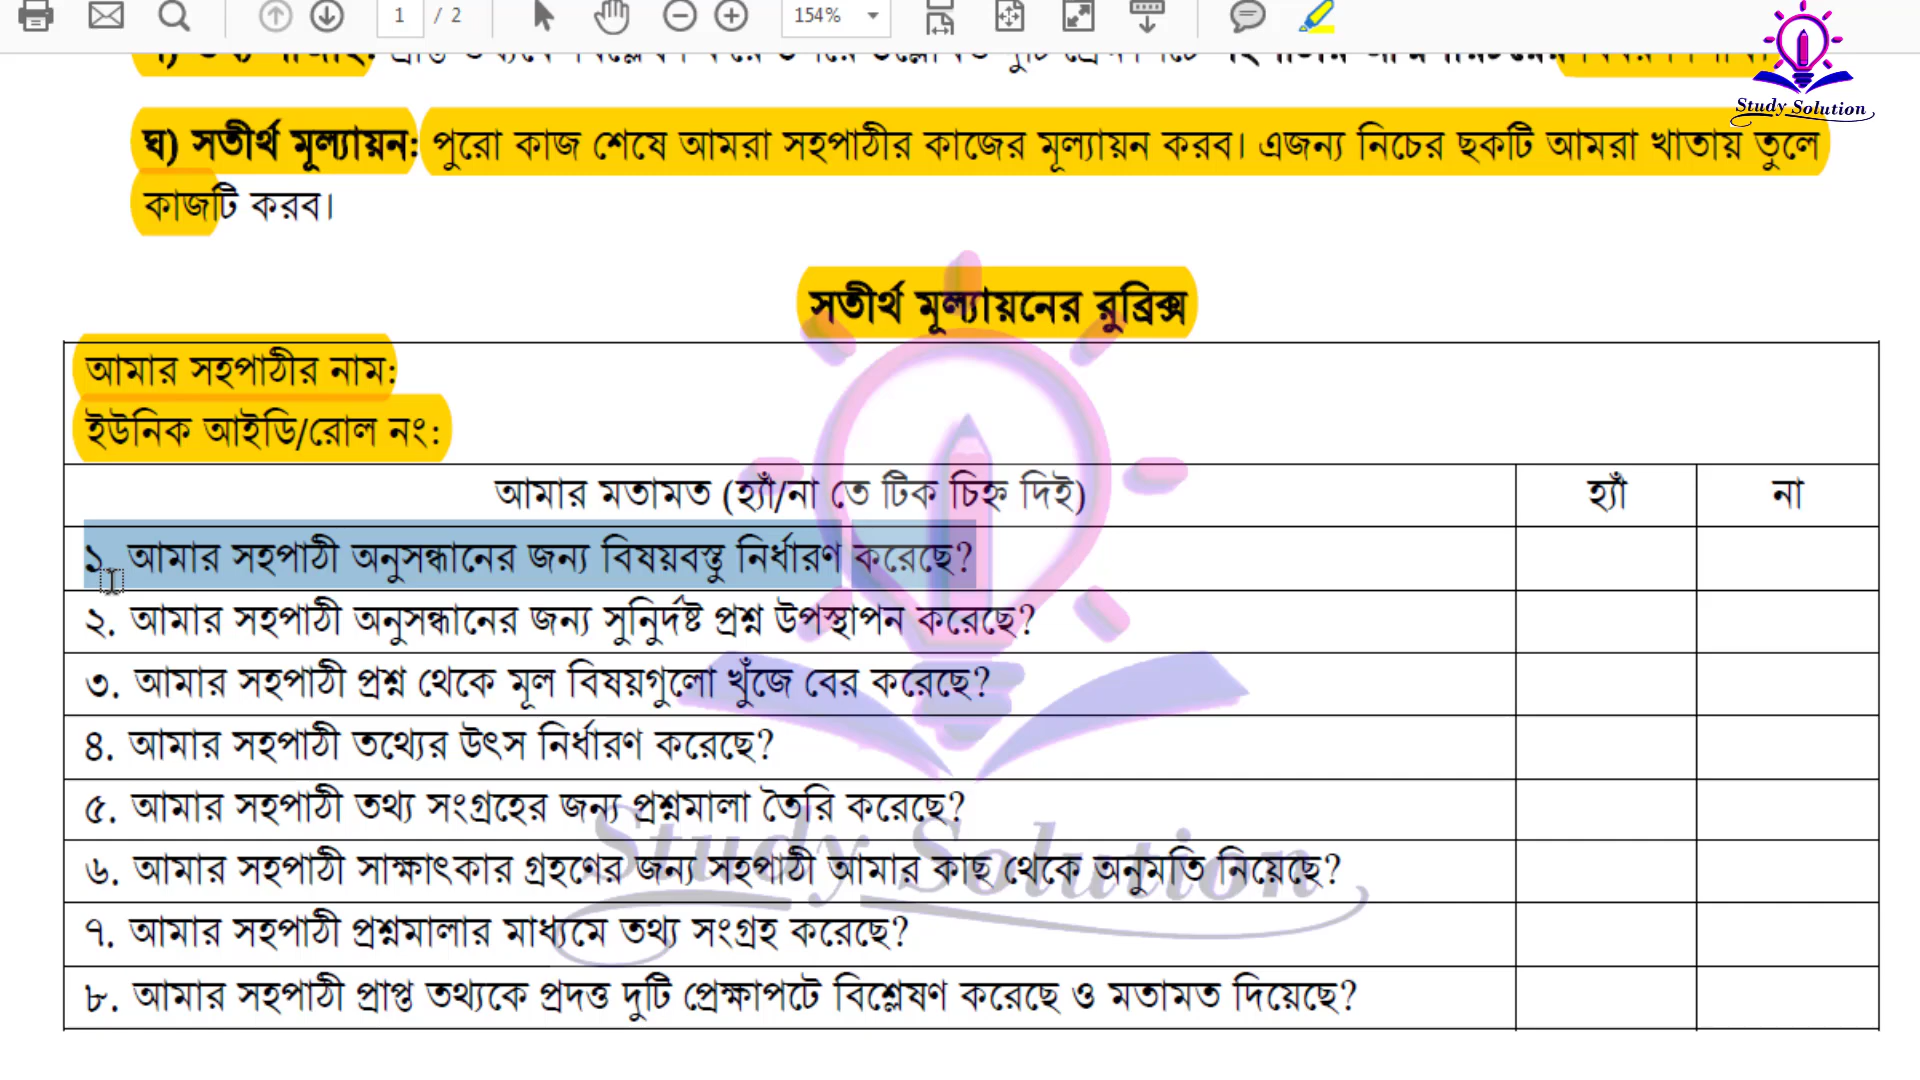 1 / 2
154%
Study Solution
ঘ) সতীর্থ মূল্যায়ন: পুরো কাজ শেষে আমরা সহপাঠীর কাজের মূল্যায়ন করব। এজন্য নিচের ছকটি আমরা খাতায় তুলে
কাজটি করব।
সতীর্থ মূল্যায়নের রুব্রিক্স
আমার সহপাঠীর নাম:
ইউনিক আইডি/রোল নং:
আমার মতামত (হ্যাঁ/না তে টিক চিহ্ন দিই) হ্যাঁ না
১. আমার সহপাঠী অনুসন্ধানের জন্য বিষয়বস্তু নির্ধারণ করেছে?
২. আমার সহপাঠী অনুসন্ধানের জন্য সুনির্দষ্ট প্রশ্ন উপস্থাপন করেছে?
৩. আমার সহপাঠী প্রশ্ন থেকে মূল বিষয়গুলো খুঁজে বের করেছে?
৪. আমার সহপাঠী তথ্যের উৎস নির্ধারণ করেছে?
৫. আমার সহপাঠী তথ্য সংগ্রহের জন্য প্রশ্নমালা তৈরি করেছে?
৬. আমার সহপাঠী সাক্ষাৎকার গ্রহণের জন্য সহপাঠী আমার কাছ থেকে অনুমতি নিয়েছে?
৭. আমার সহপাঠী প্রশ্নমালার মাধ্যমে তথ্য সংগ্রহ করেছে?
৮. আমার সহপাঠী প্রাপ্ত তথ্যকে প্রদত্ত দুটি প্রেক্ষাপটে বিশ্লেষণ করেছে ও মতামত দিয়েছে?
Study Solution